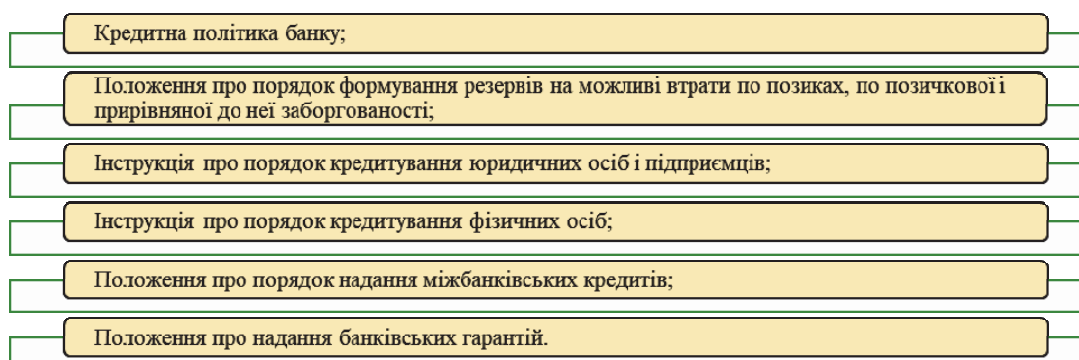 Кредитна політика банку;
Положення про порядок формування резервів на можливі втрати по позиках, по позичкової і
прирівняної до неї заборгованості;
Інструкція про порядок кредитування юридичних осіб і підприємців;
Інструкція про порядок кредитування фізичних осіб;
Положення про порядок надання міжбанківських кредитів;
Положення про надання банківських гарантій.